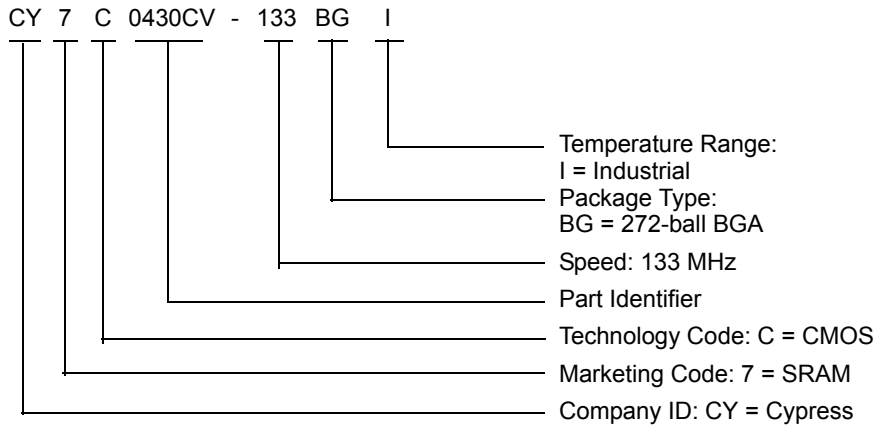 CY 7 C 0430CV - 133 BG I
Temperature Range:
I = Industrial
Package Type:
BG = 272-ball BGA
Speed: 133 MHz
Part Identifier
Technology Code: C = CMOS
Marketing Code: 7 = SRAM
Company ID: CY = Cypress